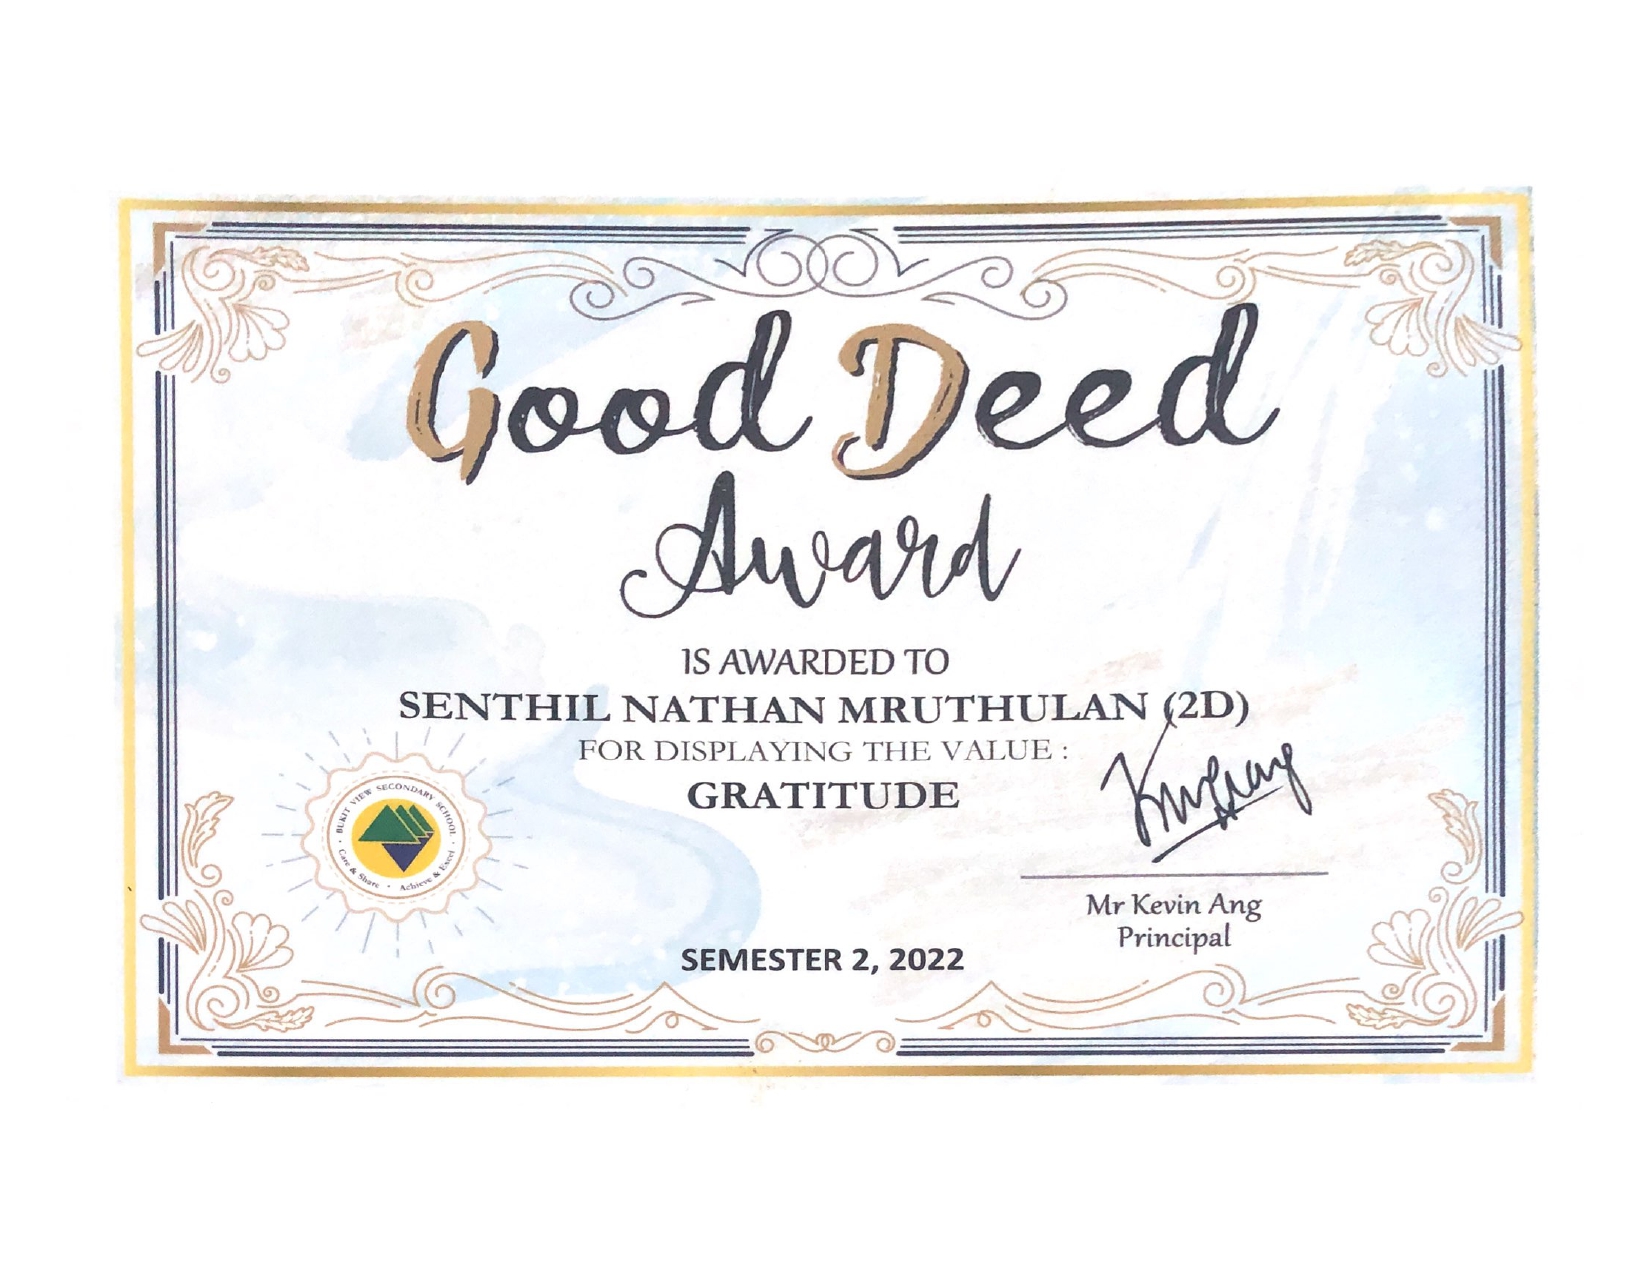 Good Deed
Award
IS AWARDED TO
SENTHIL NATHAN MRUTHULAN (2D)
FOR DISPLAYING THE VALUE :
GRATITUDE
BUKIT VIEW SECONDARY SCHOOL
Care & Share • Achieve & Excel
Mr Kevin Ang
Principal
SEMESTER 2, 2022